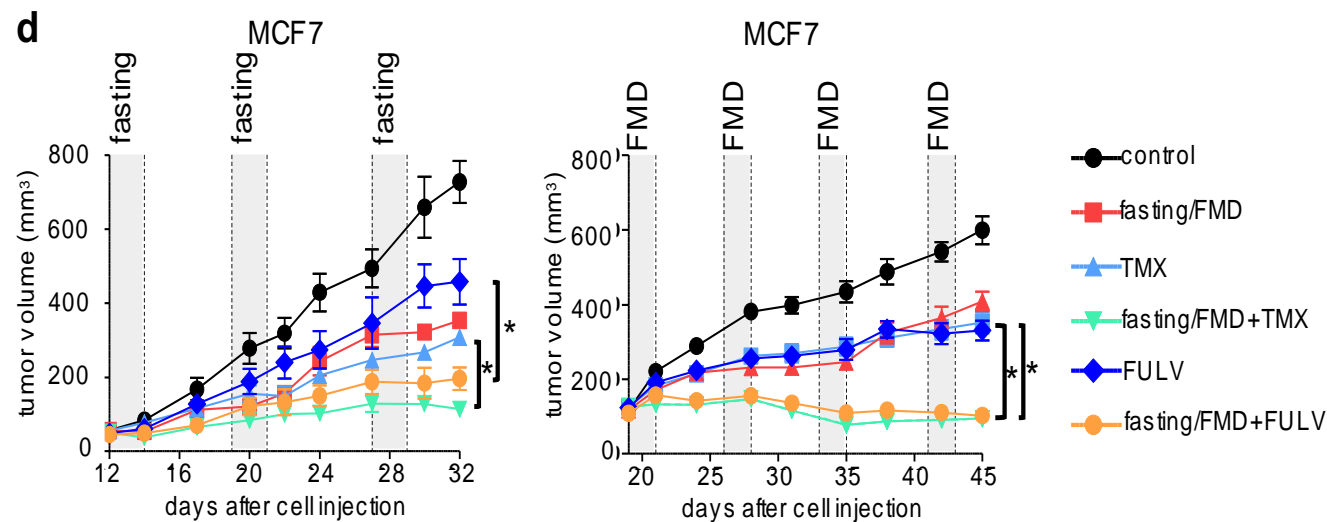 d
MCF7
MCF7
fasting
fasting
fasting
FMD
FMD
FMD
FMD
tumor volume (mm³)
800
600
400
200
0
12
16
20
24
28
32
days after cell injection
*
*
tumor volume (mm³)
800
600
400
200
0
20
25
30
35
40
45
days after cell injection
*
*
control
fasting/FMD
TMX
fasting/FMD+TMX
FULV
fasting/FMD+FULV